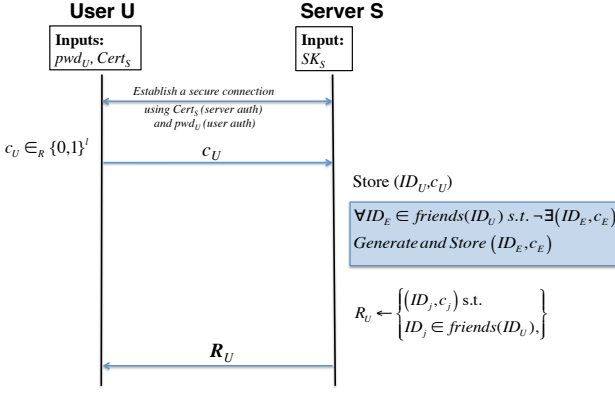 User U
Server S
Inputs:
pwd_U, Cert_S
Input:
SK_S
Establish a secure connection
using Cert_S (server auth)
and pwd_U (user auth)
c_U ∈_R {0,1}^l
c_U
Store (ID_U,c_U)
∀ID_E ∈ friends(ID_U) s.t. ¬∃(ID_E,c_E)
Generate and Store (ID_E,c_E)
R_U ← {(ID_j,c_j) s.t.
ID_j ∈ friends(ID_U),}
R_U